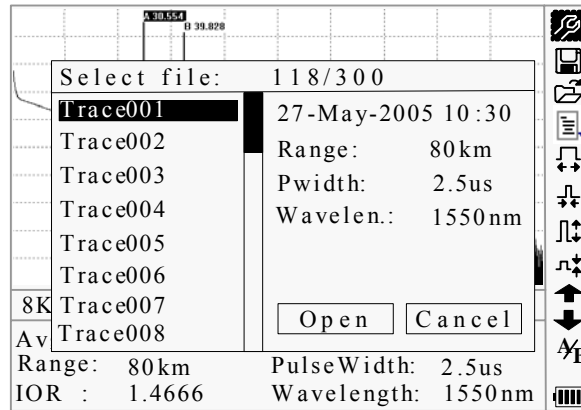 A 30.554
B 39.828
Select file: 118/300
Trace001
Trace002
Trace003
Trace004
Trace005
Trace006
Trace007
Trace008
27-May-2005 10:30
Range: 80km
Pwidth: 2.5us
Wavelen.: 1550nm
Open Cancel
8K
Av
Range: 80km PulseWidth: 2.5us
IOR : 1.4666 Wavelength: 1550nm